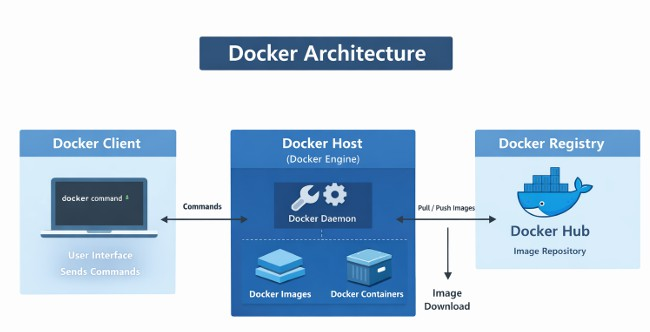 Docker Architecture
Docker Client
docker command
User Interface
Sends Commands
Commands
Docker Host
(Docker Engine)
Docker Daemon
Docker Images
Docker Containers
Pull / Push Images
Image
Download
Docker Registry
Docker Hub
Image Repository